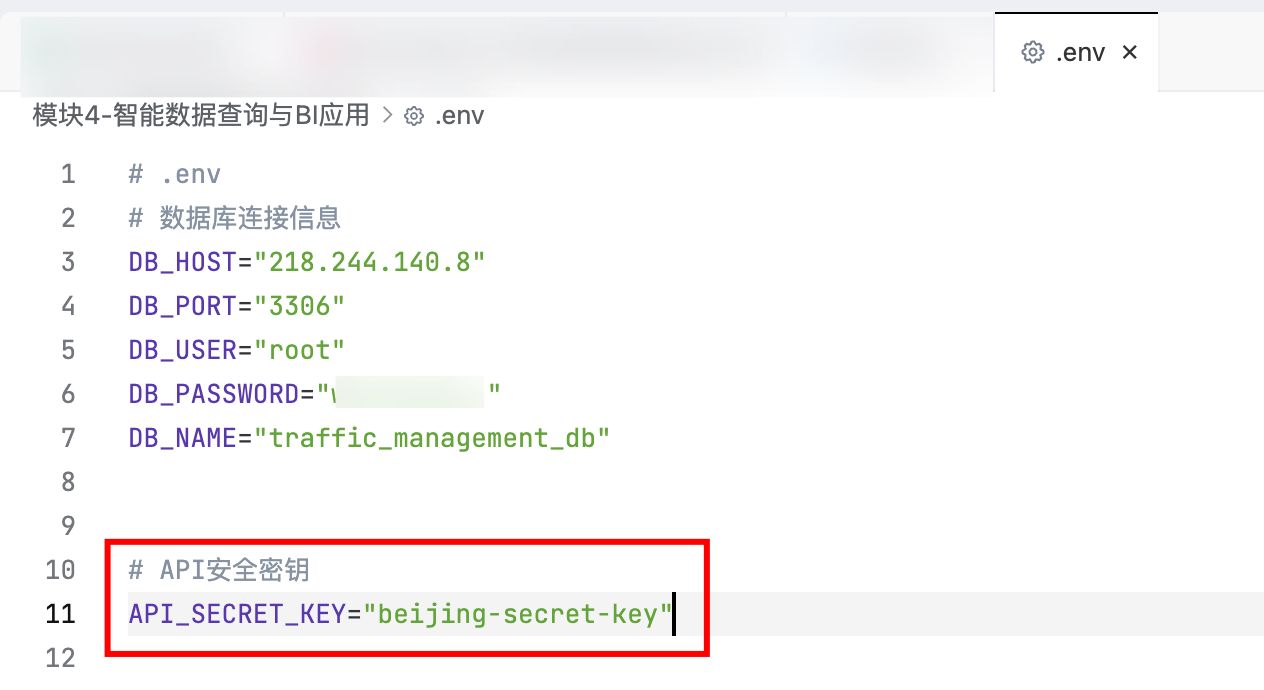 .env ×
模块4-智能数据查询与BI应用 > .env
1 # .env
2 # 数据库连接信息
3 DB_HOST="218.244.140.8"
4 DB_PORT="3306"
5 DB_USER="root"
6 DB_PASSWORD=" "
7 DB_NAME="traffic_management_db"
8
9
10 # API安全密钥
11 API_SECRET_KEY="beijing-secret-key"
12